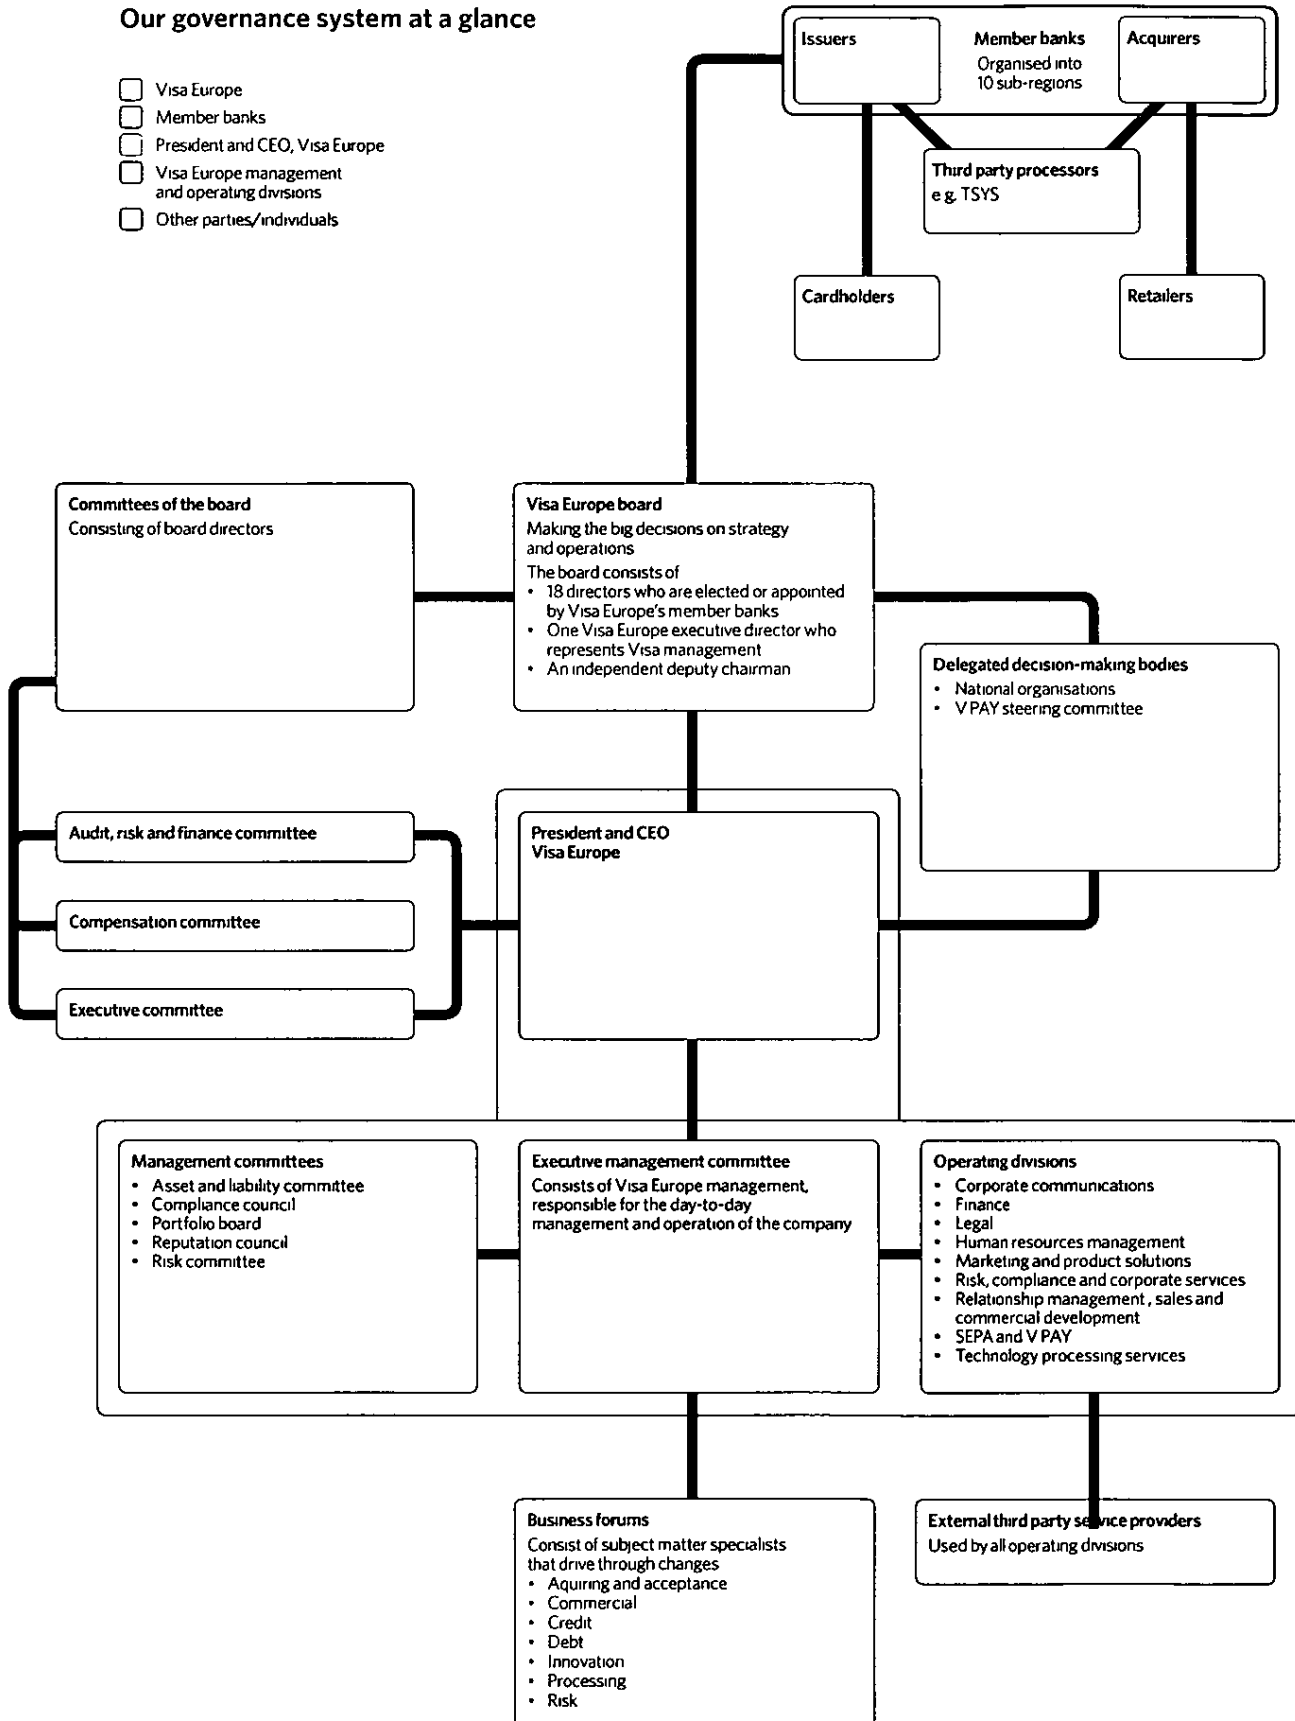 Our governance system at a glance
Visa Europe
Member banks
President and CEO, Visa Europe
Visa Europe management
and operating divisions
Other parties/individuals
Issuers
Member banks
Organised into
10 sub-regions
Acquirers
Third party processors
e g. TSYS
Cardholders
Retailers
Committees of the board
Consisting of board directors
Visa Europe board
Making the big decisions on strategy
and operations
The board consists of
• 18 directors who are elected or appointed
by Visa Europe's member banks
• One Visa Europe executive director who
represents Visa management
• An independent deputy chairman
Delegated decision-making bodies
• National organisations
• V PAY steering committee
Audit, risk and finance committee
Compensation committee
Executive committee
President and CEO
Visa Europe
Management committees
• Asset and liability committee
• Compliance council
• Portfolio board
• Reputation council
• Risk committee
Executive management committee
Consists of Visa Europe management,
responsible for the day-to-day
management and operation of the company
Operating divisions
• Corporate communications
• Finance
• Legal
• Human resources management
• Marketing and product solutions
• Risk, compliance and corporate services
• Relationship management, sales and
commercial development
• SEPA and V PAY
• Technology processing services
Business forums
Consist of subject matter specialists
that drive through changes
• Aquiring and acceptance
• Commercial
• Credit
• Debt
• Innovation
• Processing
• Risk
External third party service providers
Used by all operating divisions